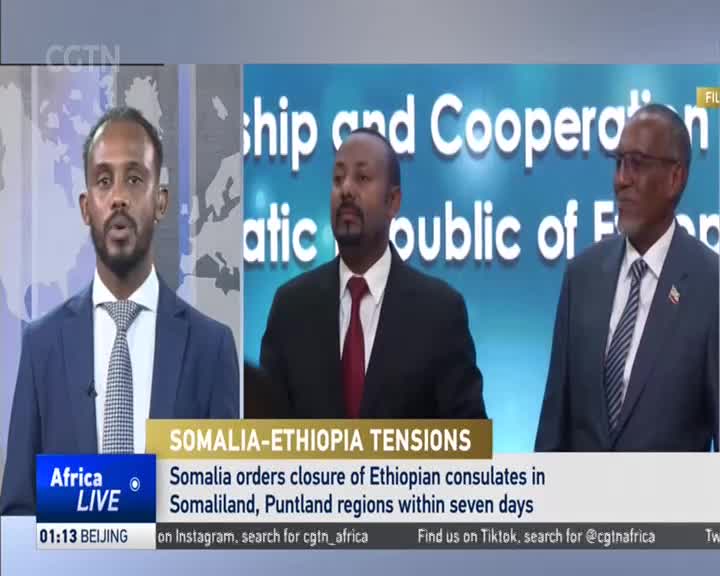 CGTN
FIL
ship and Cooperation
atic Republic of E
SOMALIA-ETHIOPIA TENSIONS
Somalia orders closure of Ethiopian consulates in
Somaliland, Puntland regions within seven days
Africa
LIVE
01:13 BEIJING
on Instagram, search for cgtn_africa Find us on Tiktok, search for @cgtnafrica Tw